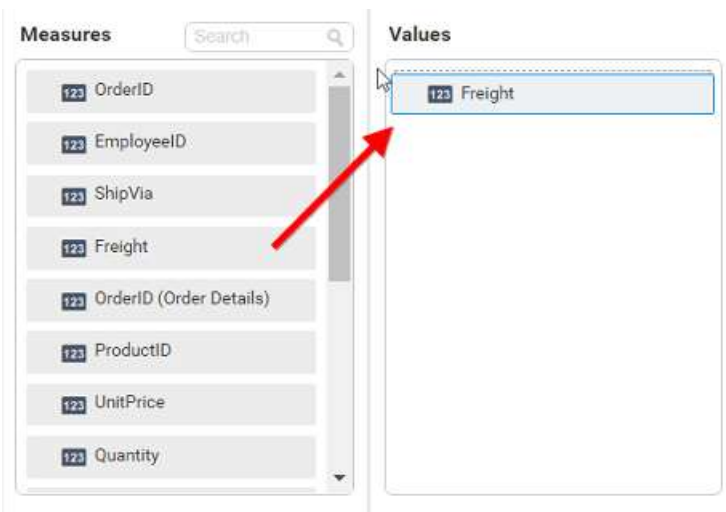 Measures
Search
123 OrderID
123 EmployeeID
123 ShipVia
123 Freight
123 OrderID (Order Details)
123 ProductID
123 UnitPrice
123 Quantity
Values
123 Freight